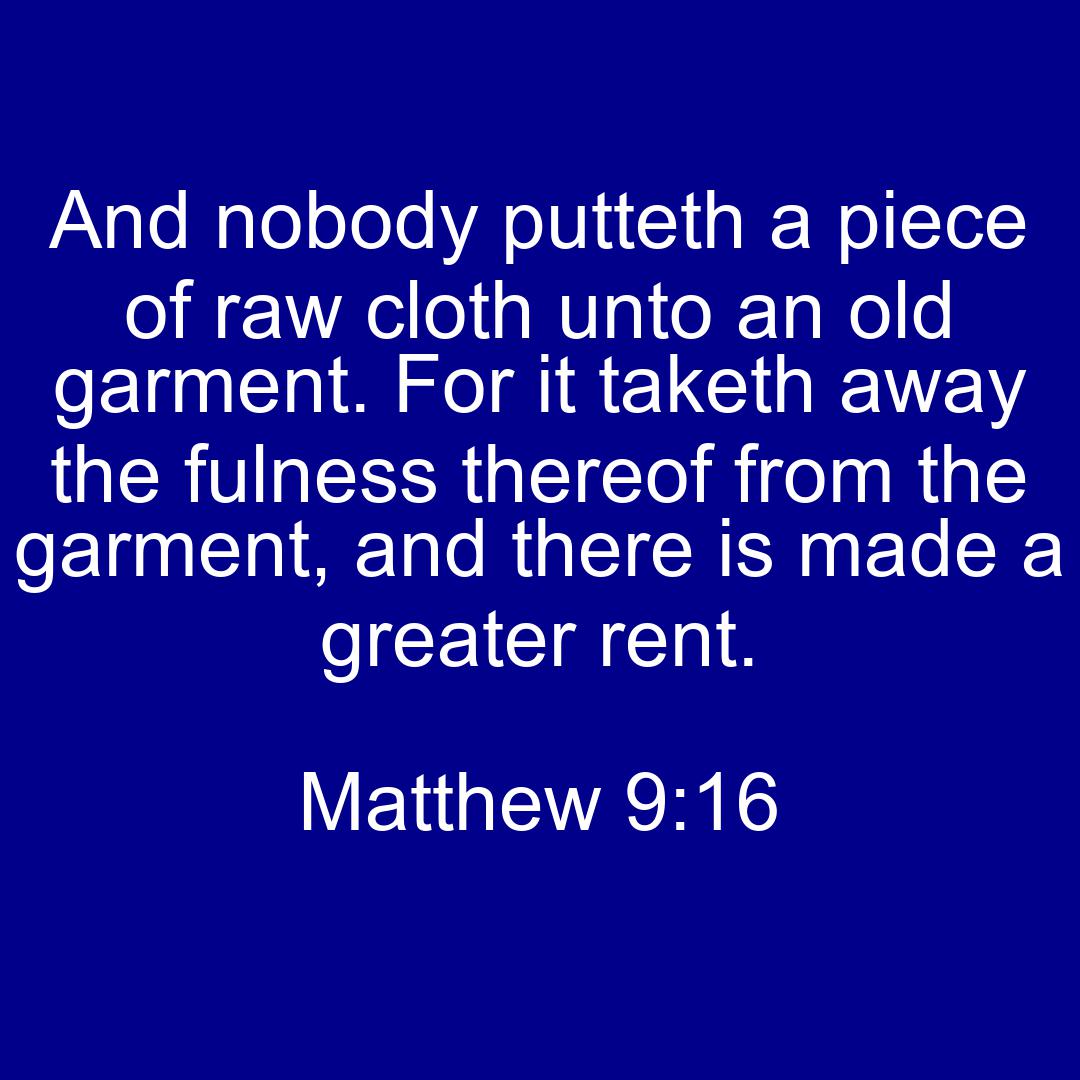 And nobody putteth a piece
of raw cloth unto an old
garment. For it taketh away
the fulness thereof from the
garment, and there is made a
greater rent.
Matthew 9:16